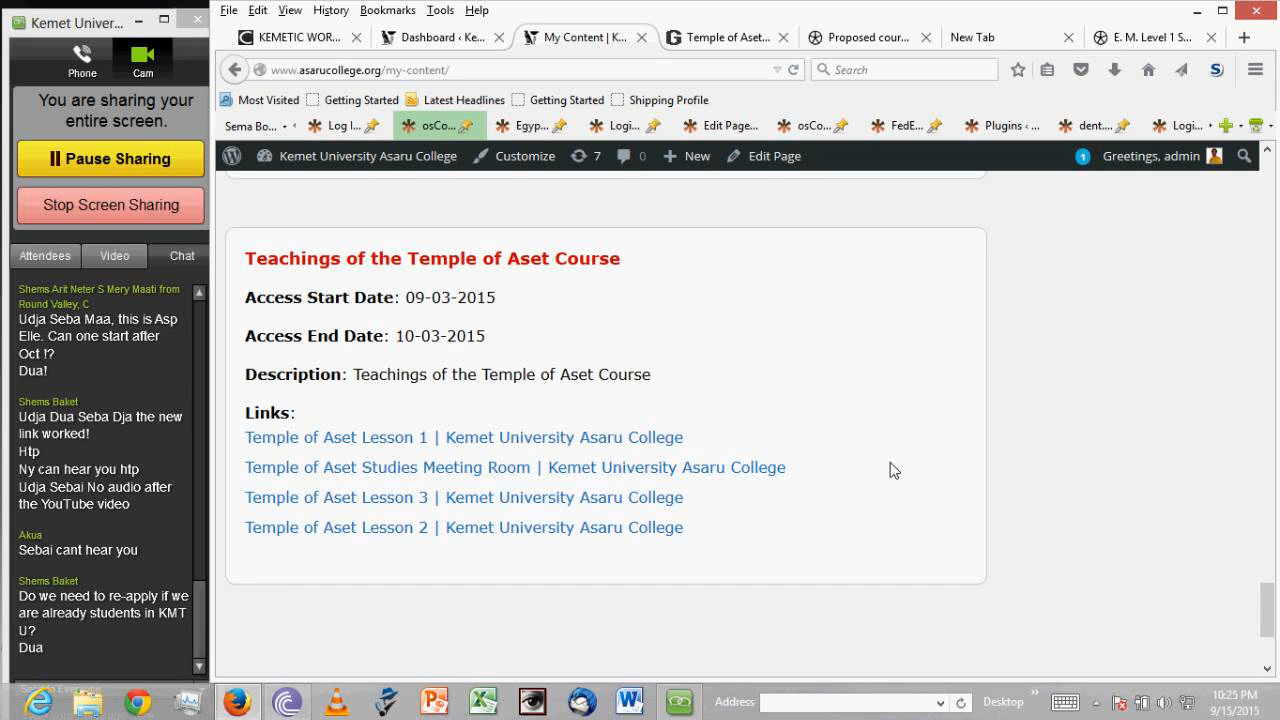 Kemet Univer...
Phone
Cam
You are sharing your
entire screen.
Pause Sharing
Stop Screen Sharing
Attendees
Video
Chat
Shems Arit Neter S Mery Maati from
Round Valley, C
Udja Seba Maa, this is Asp
Elle. Can one start after
Oct !?
Dua!
Shems Baket
Udja Dua Seba Dja the new
link worked!
Htp
Ny can hear you htp
Udja Sebai No audio after
the YouTube video
Akua
Sebai cant hear you
Shems Baket
Do we need to re-apply if we
are already students in KMT
U?
Dua
File Edit View History Bookmarks Tools Help
KEMETIC WOR...
Dashboard ‹ Ke...
My Content | K...
Temple of Aset...
Proposed cour...
New Tab
E. M. Level 1 S...
www.asarucollege.org/my-content/
Search
Most Visited
Getting Started
Latest Headlines
Getting Started
Shipping Profile
Sema Bo...
Log I...
osCo...
Egyp...
Logi...
Edit Page...
osCo...
FedE...
Plugins ‹ ...
dent...
Logi...
Kemet University Asaru College
Customize
7
0
New
Edit Page
1
Greetings, admin
Teachings of the Temple of Aset Course
Access Start Date: 09-03-2015
Access End Date: 10-03-2015
Description: Teachings of the Temple of Aset Course
Links:
Temple of Aset Lesson 1 | Kemet University Asaru College
Temple of Aset Studies Meeting Room | Kemet University Asaru College
Temple of Aset Lesson 3 | Kemet University Asaru College
Temple of Aset Lesson 2 | Kemet University Asaru College
Address
Desktop
10:25 PM
9/15/2015